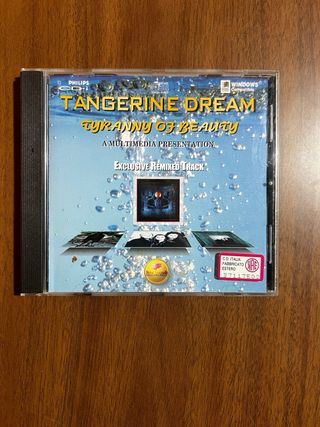 PHILIPS
WINDOWS
TANGERINE DREAM
TYRANNY OF BEAUTY
A MULTIMEDIA PRESENTATION
EXCLUSIVE REMIXED TRACK
C.D. ITALIA
FABBRICATO
ESTERO